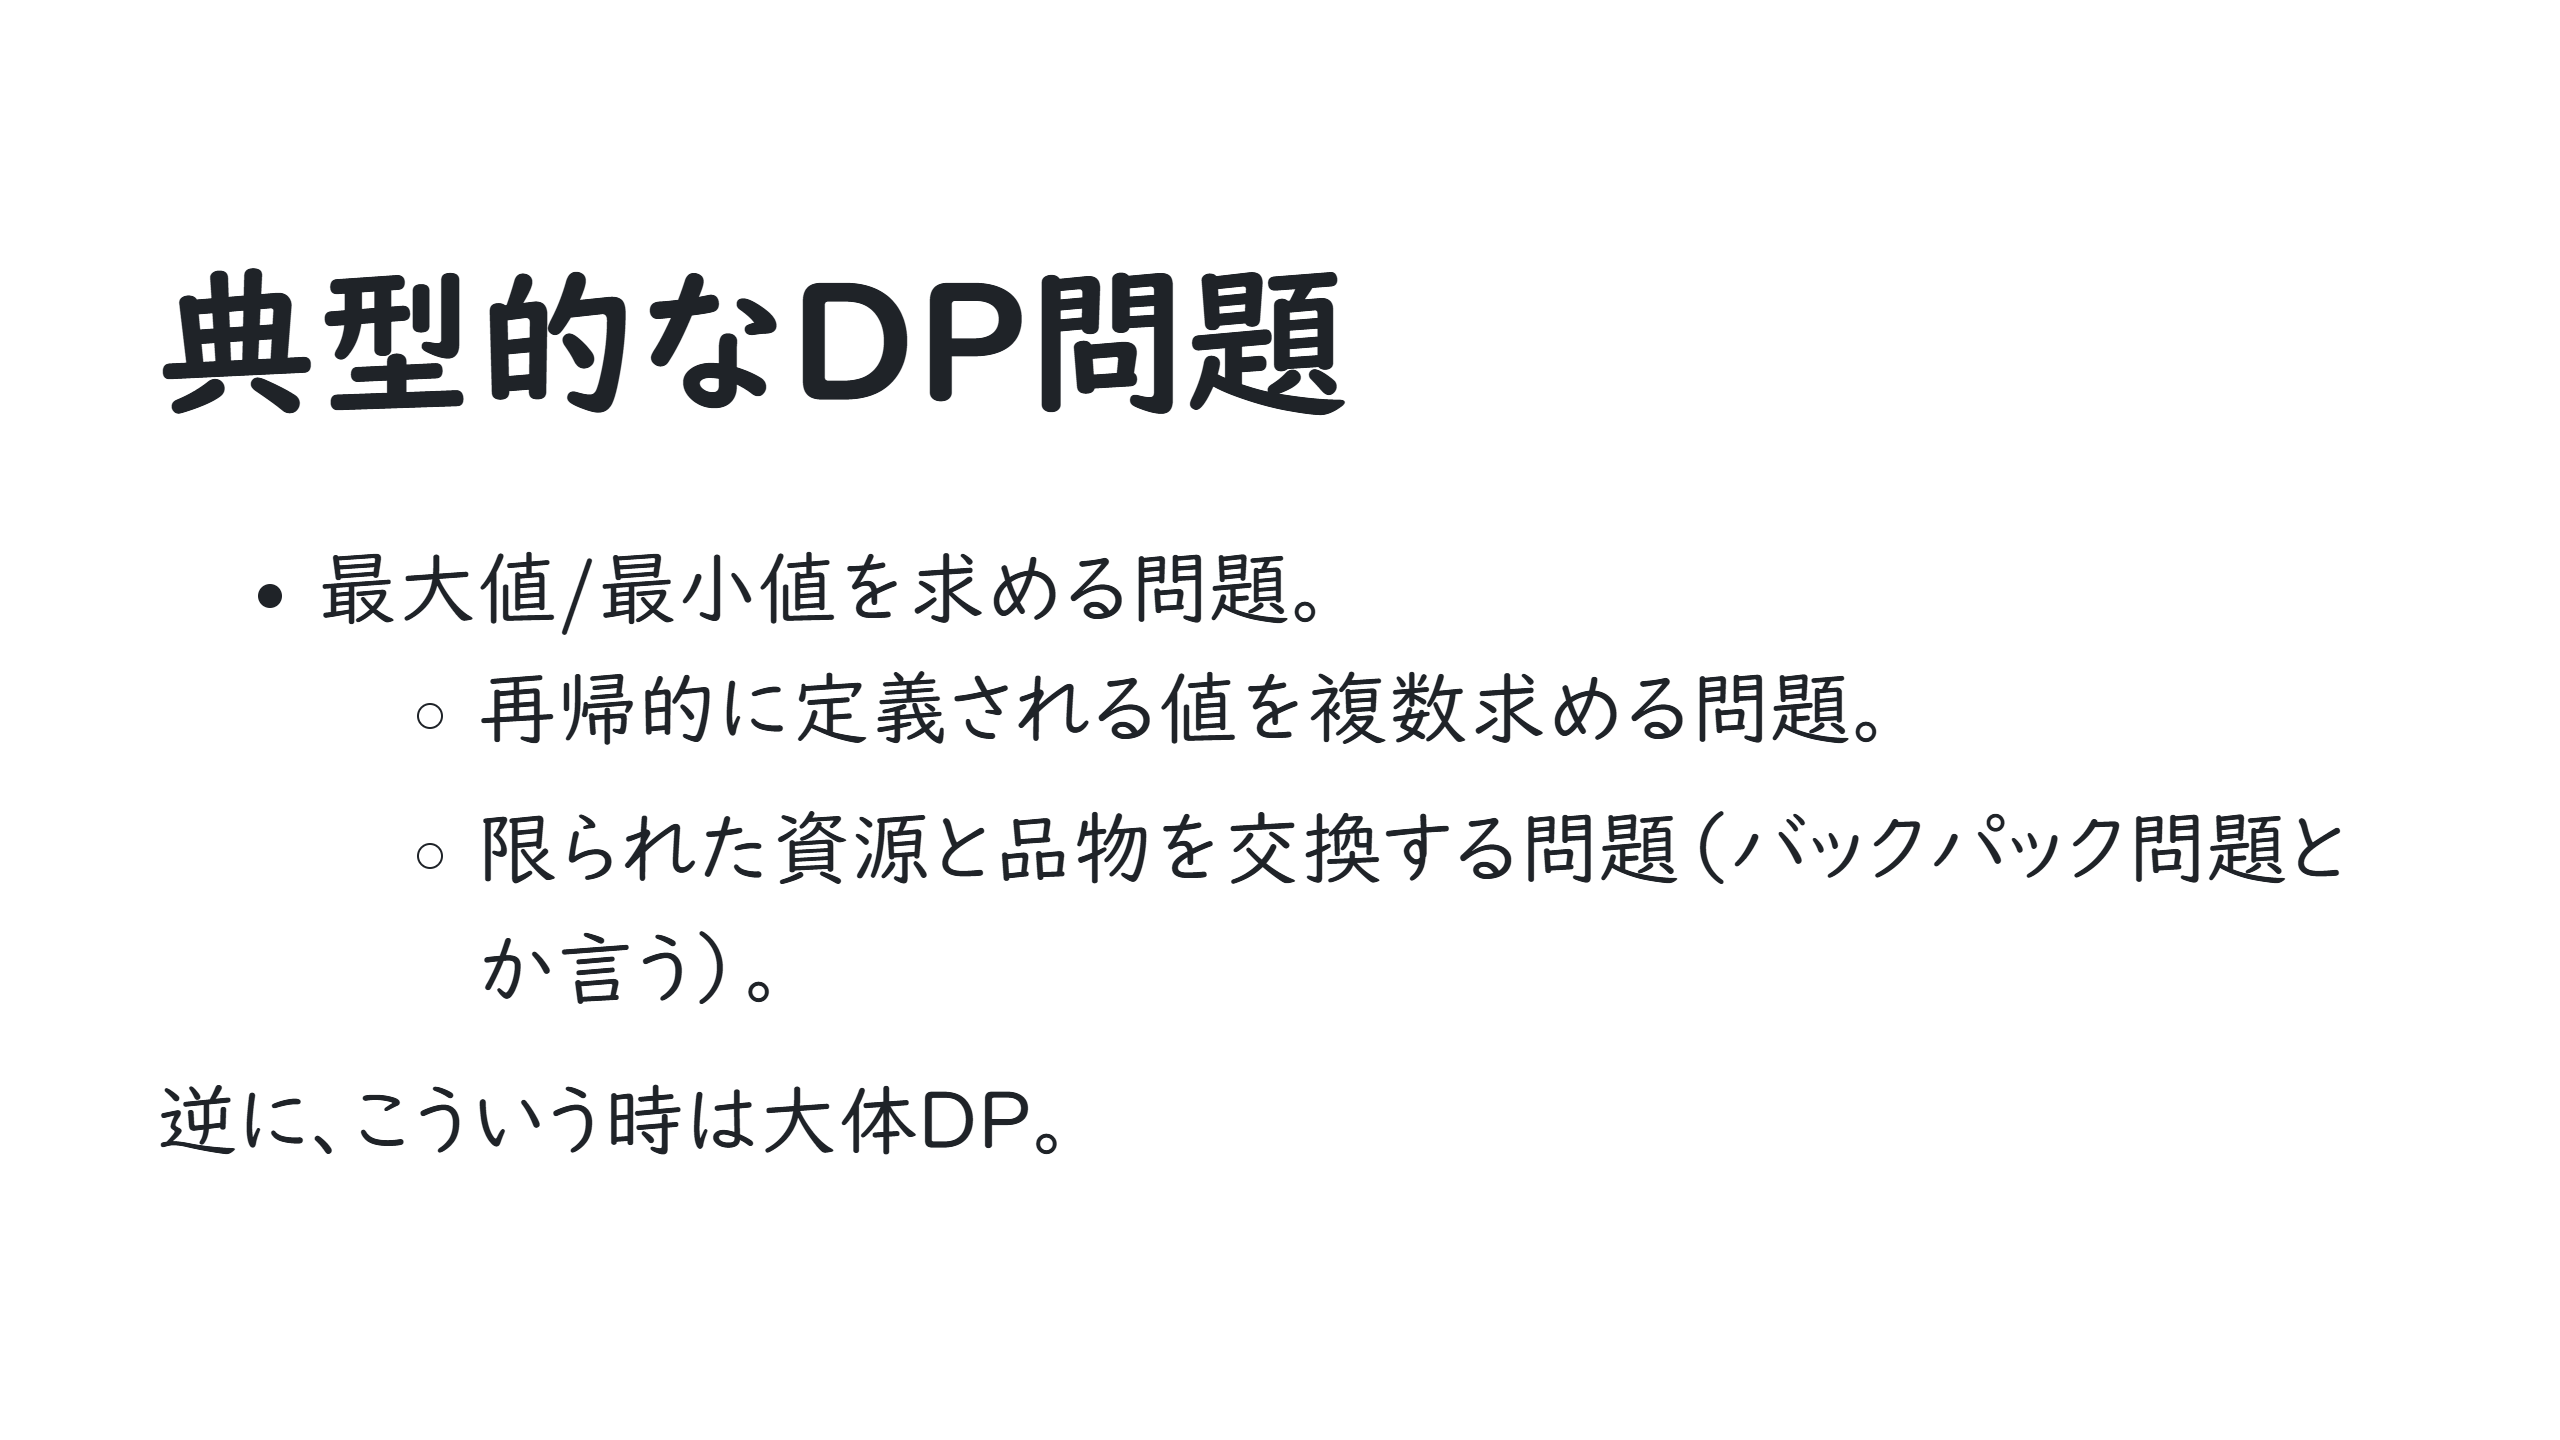 典型的なDP問題
• 最大値/最小値を求める問題。
○ 再帰的に定義される値を複数求める問題。
○ 限られた資源と品物を交換する問題（バックパック問題と
か言う）。
逆に、こういう時は大体DP。